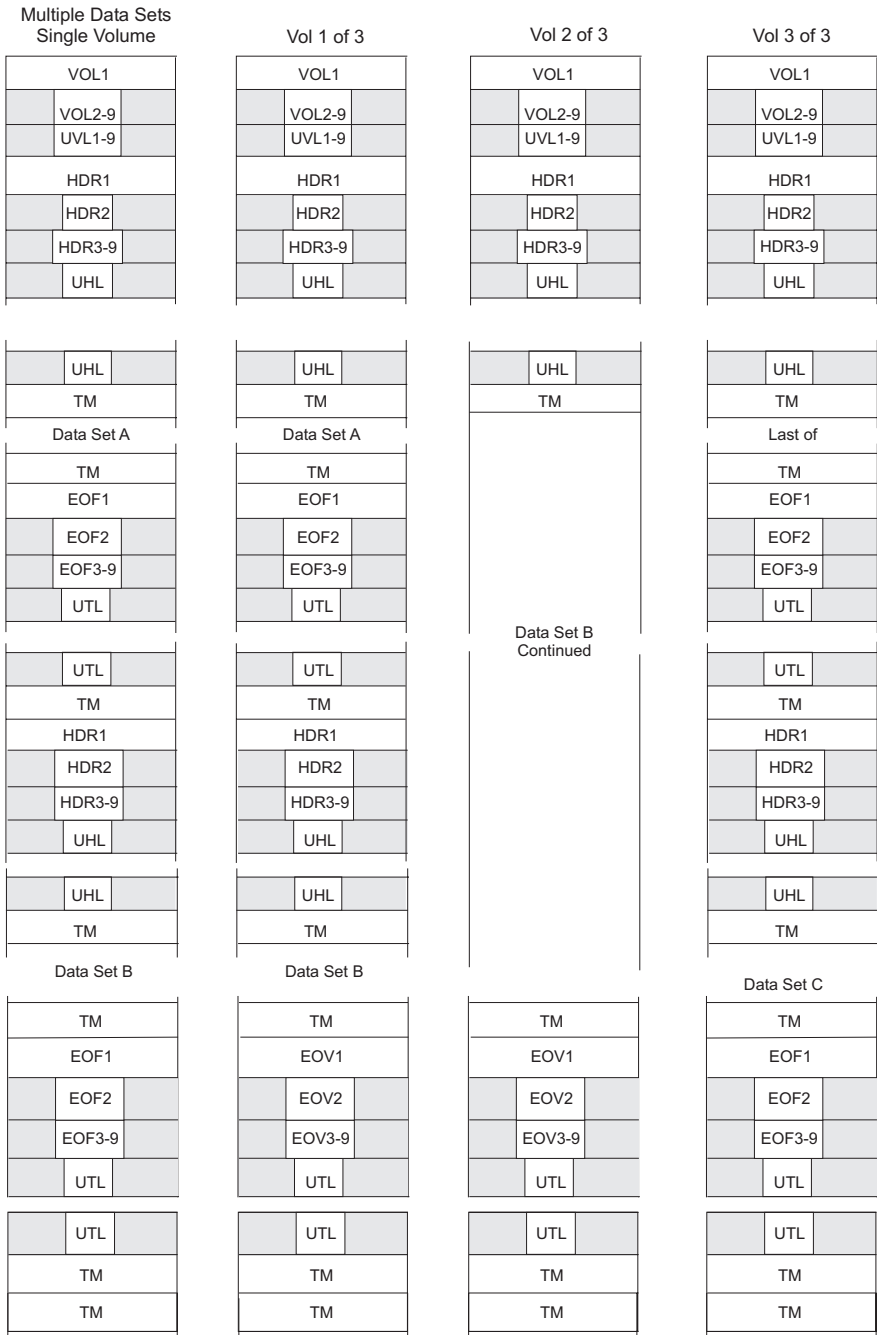 Multiple Data Sets
Single Volume
VOL1
VOL2-9
UVL1-9
HDR1
HDR2
HDR3-9
UHL
UHL
TM
Data Set A
TM
EOF1
EOF2
EOF3-9
UTL
UTL
TM
HDR1
HDR2
HDR3-9
UHL
UHL
TM
Data Set B
TM
EOF1
EOF2
EOF3-9
UTL
UTL
TM
TM
Vol 1 of 3
VOL1
VOL2-9
UVL1-9
HDR1
HDR2
HDR3-9
UHL
UHL
TM
Data Set A
TM
EOF1
EOF2
EOF3-9
UTL
UTL
TM
HDR1
HDR2
HDR3-9
UHL
UHL
TM
Data Set B
TM
EOV1
EOV2
EOV3-9
UTL
UTL
TM
TM
Vol 2 of 3
VOL1
VOL2-9
UVL1-9
HDR1
HDR2
HDR3-9
UHL
UHL
TM
Data Set B
Continued
TM
EOV1
EOV2
EOV3-9
UTL
UTL
TM
TM
Vol 3 of 3
VOL1
VOL2-9
UVL1-9
HDR1
HDR2
HDR3-9
UHL
UHL
TM
Last of
TM
EOF1
EOF2
EOF3-9
UTL
UTL
TM
HDR1
HDR2
HDR3-9
UHL
UHL
TM
Data Set C
TM
EOF1
EOF2
EOF3-9
UTL
UTL
TM
TM